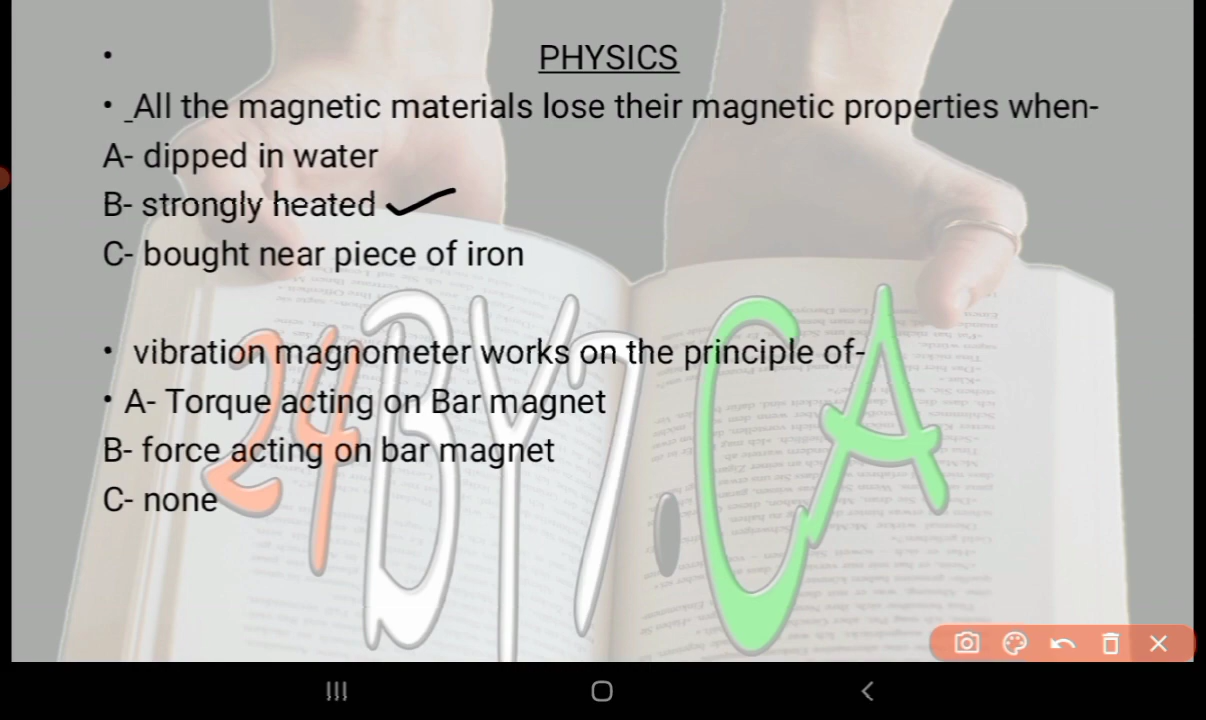 • PHYSICS
• _All the magnetic materials lose their magnetic properties when-
A- dipped in water
B- strongly heated
C- bought near piece of iron
• vibration magnometer works on the principle of-
• A- Torque acting on Bar magnet
B- force acting on bar magnet
C- none
24BY7.CA